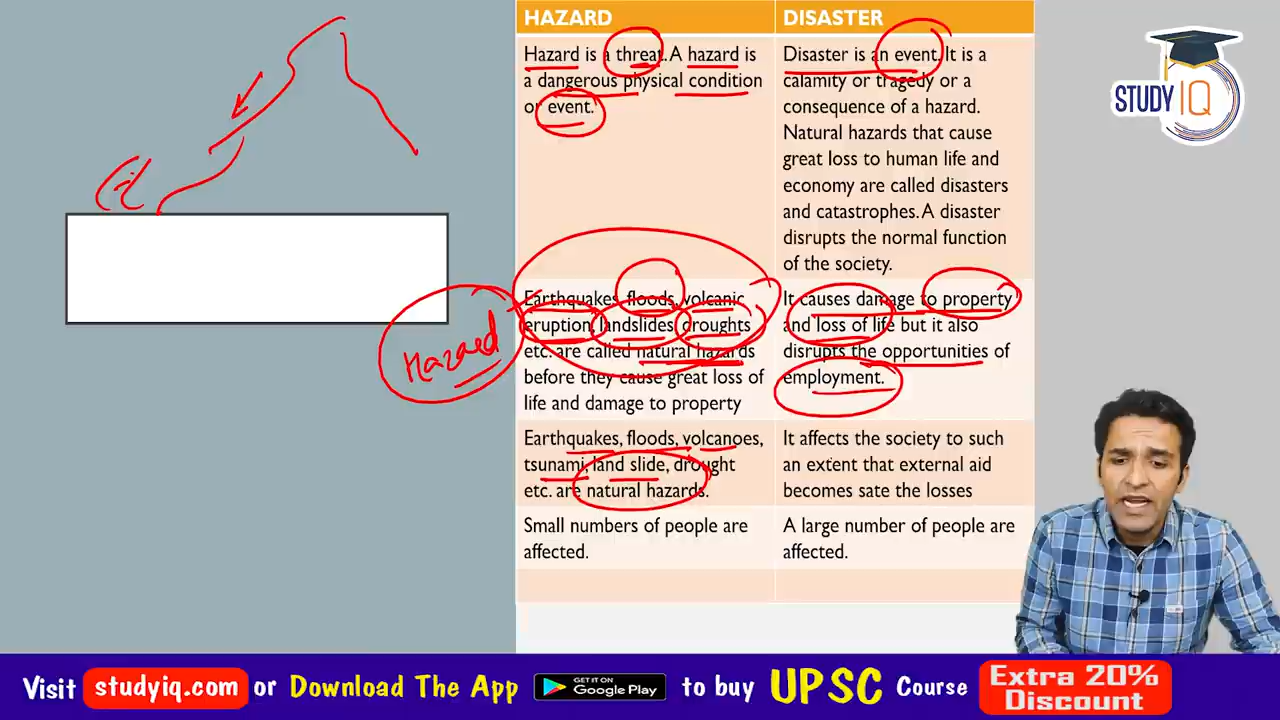 HAZARD
Hazard is a threat. A hazard is
a dangerous physical condition
or event.
DISASTER
Disaster is an event. It is a
calamity or tragedy or a
consequence of a hazard.
Natural hazards that cause
great loss to human life and
economy are called disasters
and catastrophes. A disaster
disrupts the normal function
of the society.
Earthquakes, floods, volcanic
eruption, landslides, droughts
etc. are called natural hazards
before they cause great loss of
life and damage to property
It causes damage to property
and loss of life but it also
disrupts the opportunities of
employment.
Earthquakes, floods, volcanoes,
tsunami, land slide, drought
etc. are natural hazards.
It affects the society to such
an extent that external aid
becomes sate the losses
Small numbers of people are
affected.
A large number of people are
affected.
Hazard
STUDY IQ
Visit studyiq.com or Download The App GET IT ON Google Play to buy UPSC Course Extra 20%
Discount